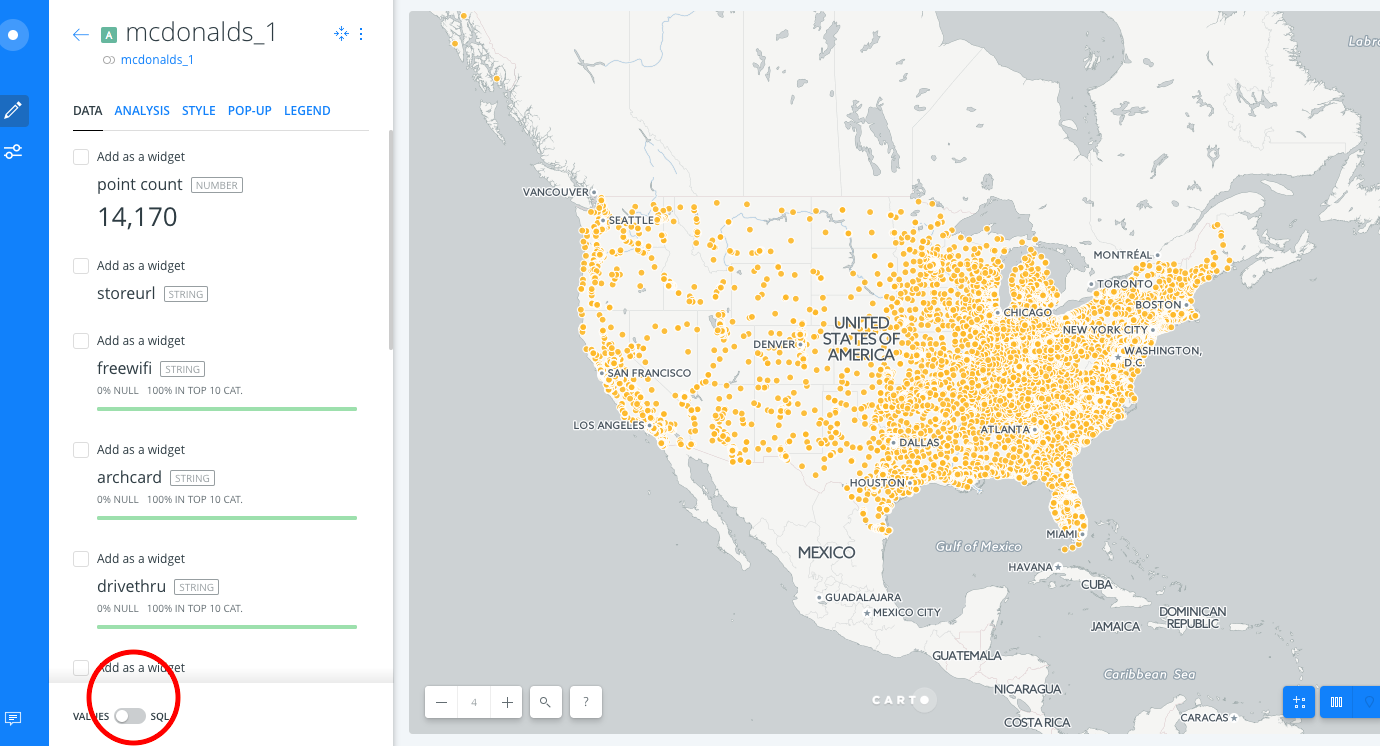 A mcdonalds_1
mcdonalds_1
DATA ANALYSIS STYLE POP-UP LEGEND
Add as a widget
point count NUMBER
14,170
Add as a widget
storeurl STRING
Add as a widget
freewifi STRING
0% NULL 100% IN TOP 10 CAT.
Add as a widget
archcard STRING
0% NULL 100% IN TOP 10 CAT.
Add as a widget
drivethru STRING
0% NULL 100% IN TOP 10 CAT.
Add as a widget
VALUES SQL
VANCOUVER
SEATTLE
MONTRÉAL
TORONTO
BOSTON
CHICAGO
NEW YORK CITY
UNITED
STATES OF
AMERICA
DENVER
WASHINGTON,
D.C.
SAN FRANCISCO
LOS ANGELES
ATLANTA
DALLAS
HOUSTON
MIAMI
Gulf of Mexico
MEXICO
HAVANA
CUBA
GUADALAJARA
MEXICO CITY
DOMINICAN
REPUBLIC
JAMAICA
GUATEMALA
Caribbean Sea
NICARAGUA
CARACAS
COSTA RICA
Labr
4
?
CARTO